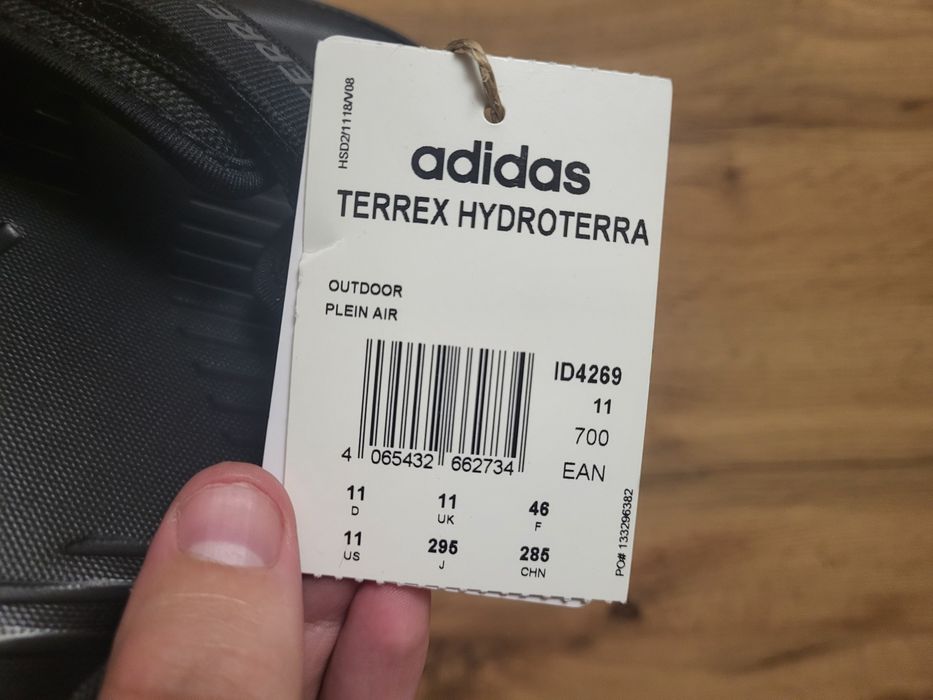 TERRE
HSD2/1118/V08
adidas
TERREX HYDROTERRA
OUTDOOR
PLEIN AIR
ID4269
11
700
EAN
4 065432 662734
11 11 46
D UK F
11 295 285
US J CHN
PO# 133296382